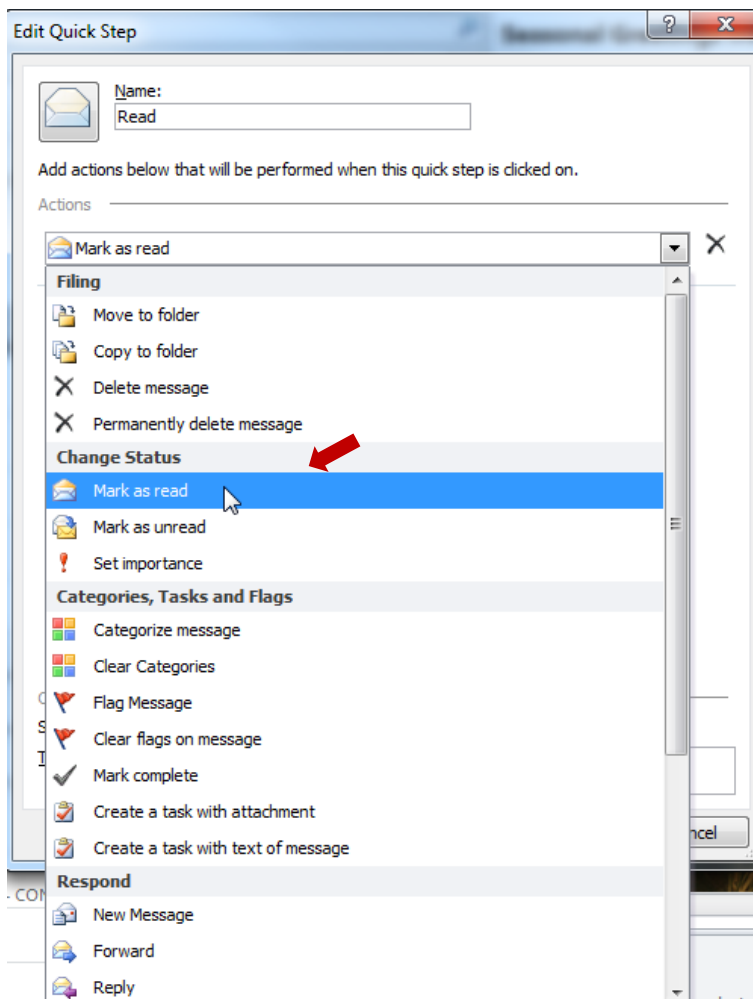 Edit Quick Step
Name:
Read
Add actions below that will be performed when this quick step is clicked on.
Actions
Mark as read
Filing
Move to folder
Copy to folder
Delete message
Permanently delete message
Change Status
Mark as read
Mark as unread
Set importance
Categories, Tasks and Flags
Categorize message
Clear Categories
Flag Message
Clear flags on message
Mark complete
Create a task with attachment
Create a task with text of message
Respond
New Message
Forward
Reply